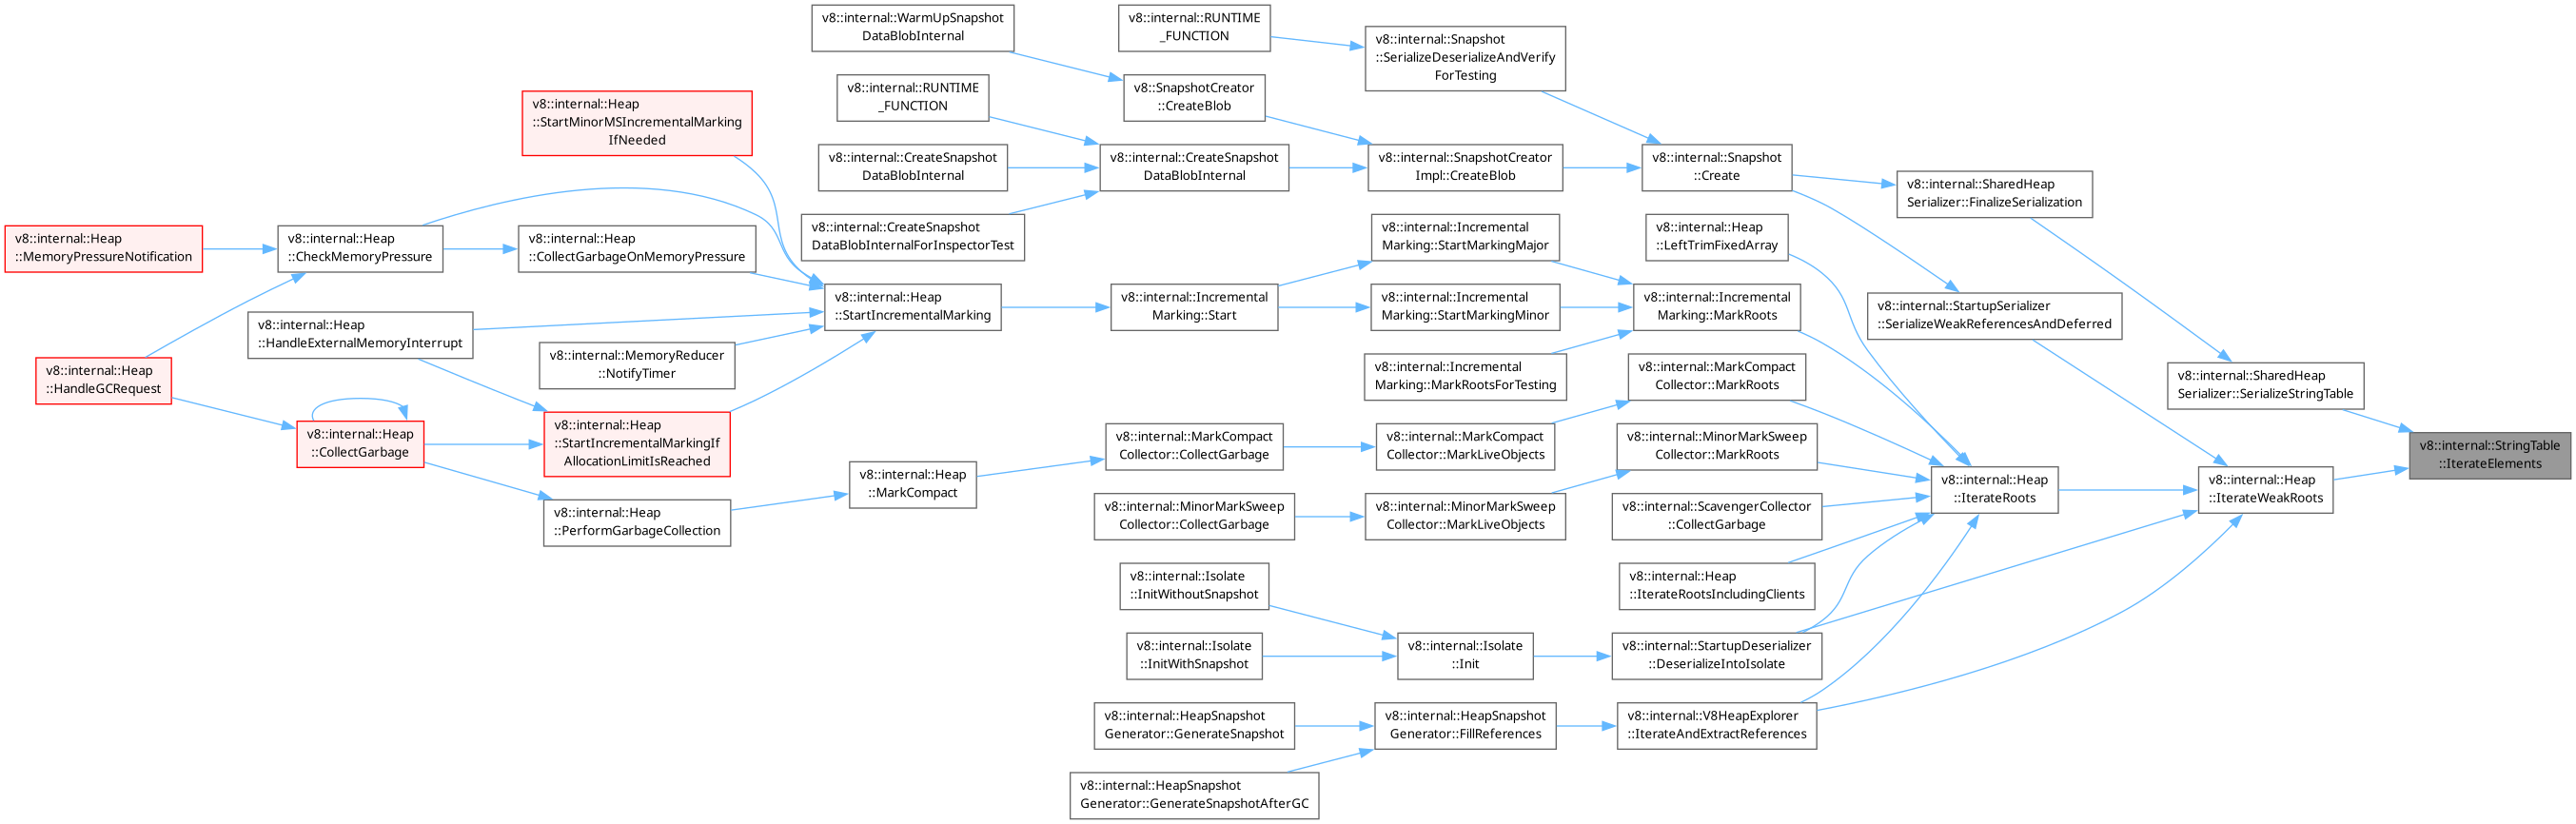 v8::internal::WarmUpSnapshot
DataBlobInternal
v8::internal::RUNTIME
_FUNCTION
v8::internal::Snapshot
::SerializeDeserializeAndVerify
ForTesting
v8::internal::RUNTIME
_FUNCTION
v8::SnapshotCreator
::CreateBlob
v8::internal::Heap
::StartMinorMSIncrementalMarking
IfNeeded
v8::internal::CreateSnapshot
DataBlobInternal
v8::internal::CreateSnapshot
DataBlobInternal
v8::internal::SnapshotCreator
Impl::CreateBlob
v8::internal::Snapshot
::Create
v8::internal::SharedHeap
Serializer::FinalizeSerialization
v8::internal::CreateSnapshot
DataBlobInternalForInspectorTest
v8::internal::Incremental
Marking::StartMarkingMajor
v8::internal::Heap
::LeftTrimFixedArray
v8::internal::Heap
::MemoryPressureNotification
v8::internal::Heap
::CheckMemoryPressure
v8::internal::Heap
::CollectGarbageOnMemoryPressure
v8::internal::Heap
::StartIncrementalMarking
v8::internal::Incremental
Marking::Start
v8::internal::Incremental
Marking::StartMarkingMinor
v8::internal::Incremental
Marking::MarkRoots
v8::internal::StartupSerializer
::SerializeWeakReferencesAndDeferred
v8::internal::Heap
::HandleExternalMemoryInterrupt
v8::internal::MemoryReducer
::NotifyTimer
v8::internal::Incremental
Marking::MarkRootsForTesting
v8::internal::MarkCompact
Collector::MarkRoots
v8::internal::SharedHeap
Serializer::SerializeStringTable
v8::internal::Heap
::HandleGCRequest
v8::internal::Heap
::CollectGarbage
v8::internal::Heap
::StartIncrementalMarkingIf
AllocationLimitIsReached
v8::internal::MarkCompact
Collector::CollectGarbage
v8::internal::MarkCompact
Collector::MarkLiveObjects
v8::internal::MinorMarkSweep
Collector::MarkRoots
v8::internal::StringTable
::IterateElements
v8::internal::Heap
::MarkCompact
v8::internal::Heap
::IterateRoots
v8::internal::Heap
::IterateWeakRoots
v8::internal::Heap
::PerformGarbageCollection
v8::internal::MinorMarkSweep
Collector::CollectGarbage
v8::internal::MinorMarkSweep
Collector::MarkLiveObjects
v8::internal::ScavengerCollector
::CollectGarbage
v8::internal::Isolate
::InitWithoutSnapshot
v8::internal::Heap
::IterateRootsIncludingClients
v8::internal::Isolate
::InitWithSnapshot
v8::internal::Isolate
::Init
v8::internal::StartupDeserializer
::DeserializeIntoIsolate
v8::internal::HeapSnapshot
Generator::GenerateSnapshot
v8::internal::HeapSnapshot
Generator::FillReferences
v8::internal::V8HeapExplorer
::IterateAndExtractReferences
v8::internal::HeapSnapshot
Generator::GenerateSnapshotAfterGC